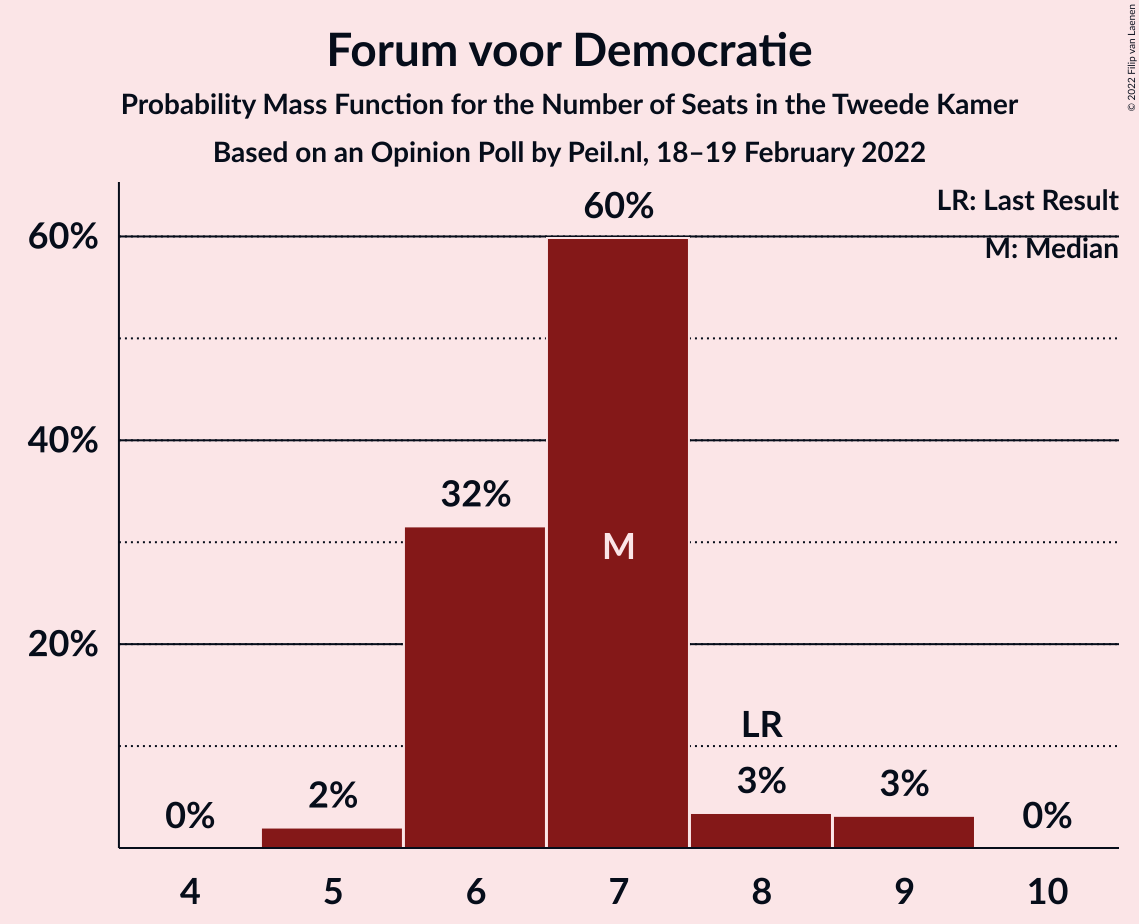 Forum voor Democratie
Probability Mass Function for the Number of Seats in the Tweede Kamer
Based on an Opinion Poll by Peil.nl, 18–19 February 2022
© 2022 Filip van Laenen
LR: Last Result
M: Median
60%
40%
20%
0%
2%
32%
60%
M
LR
3%
3%
0%
4 5 6 7 8 9 10